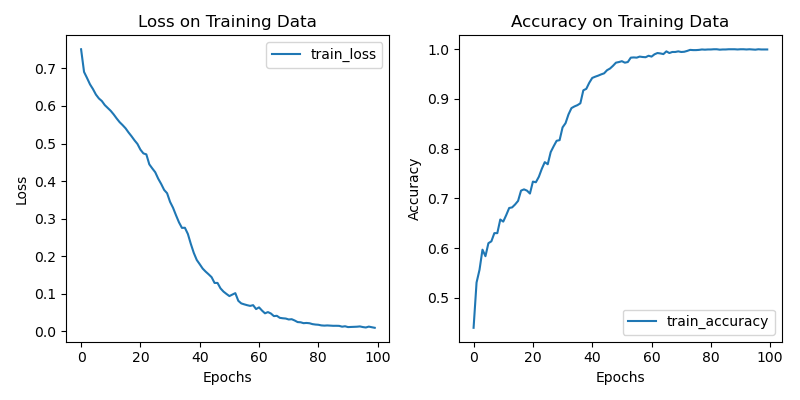 Loss on Training Data
train_loss
0.7
0.6
0.5
0.4
0.3
0.2
0.1
0.0
Loss
0 20 40 60 80 100
Epochs
Accuracy on Training Data
1.0
0.9
0.8
0.7
0.6
0.5
Accuracy
train_accuracy
0 20 40 60 80 100
Epochs